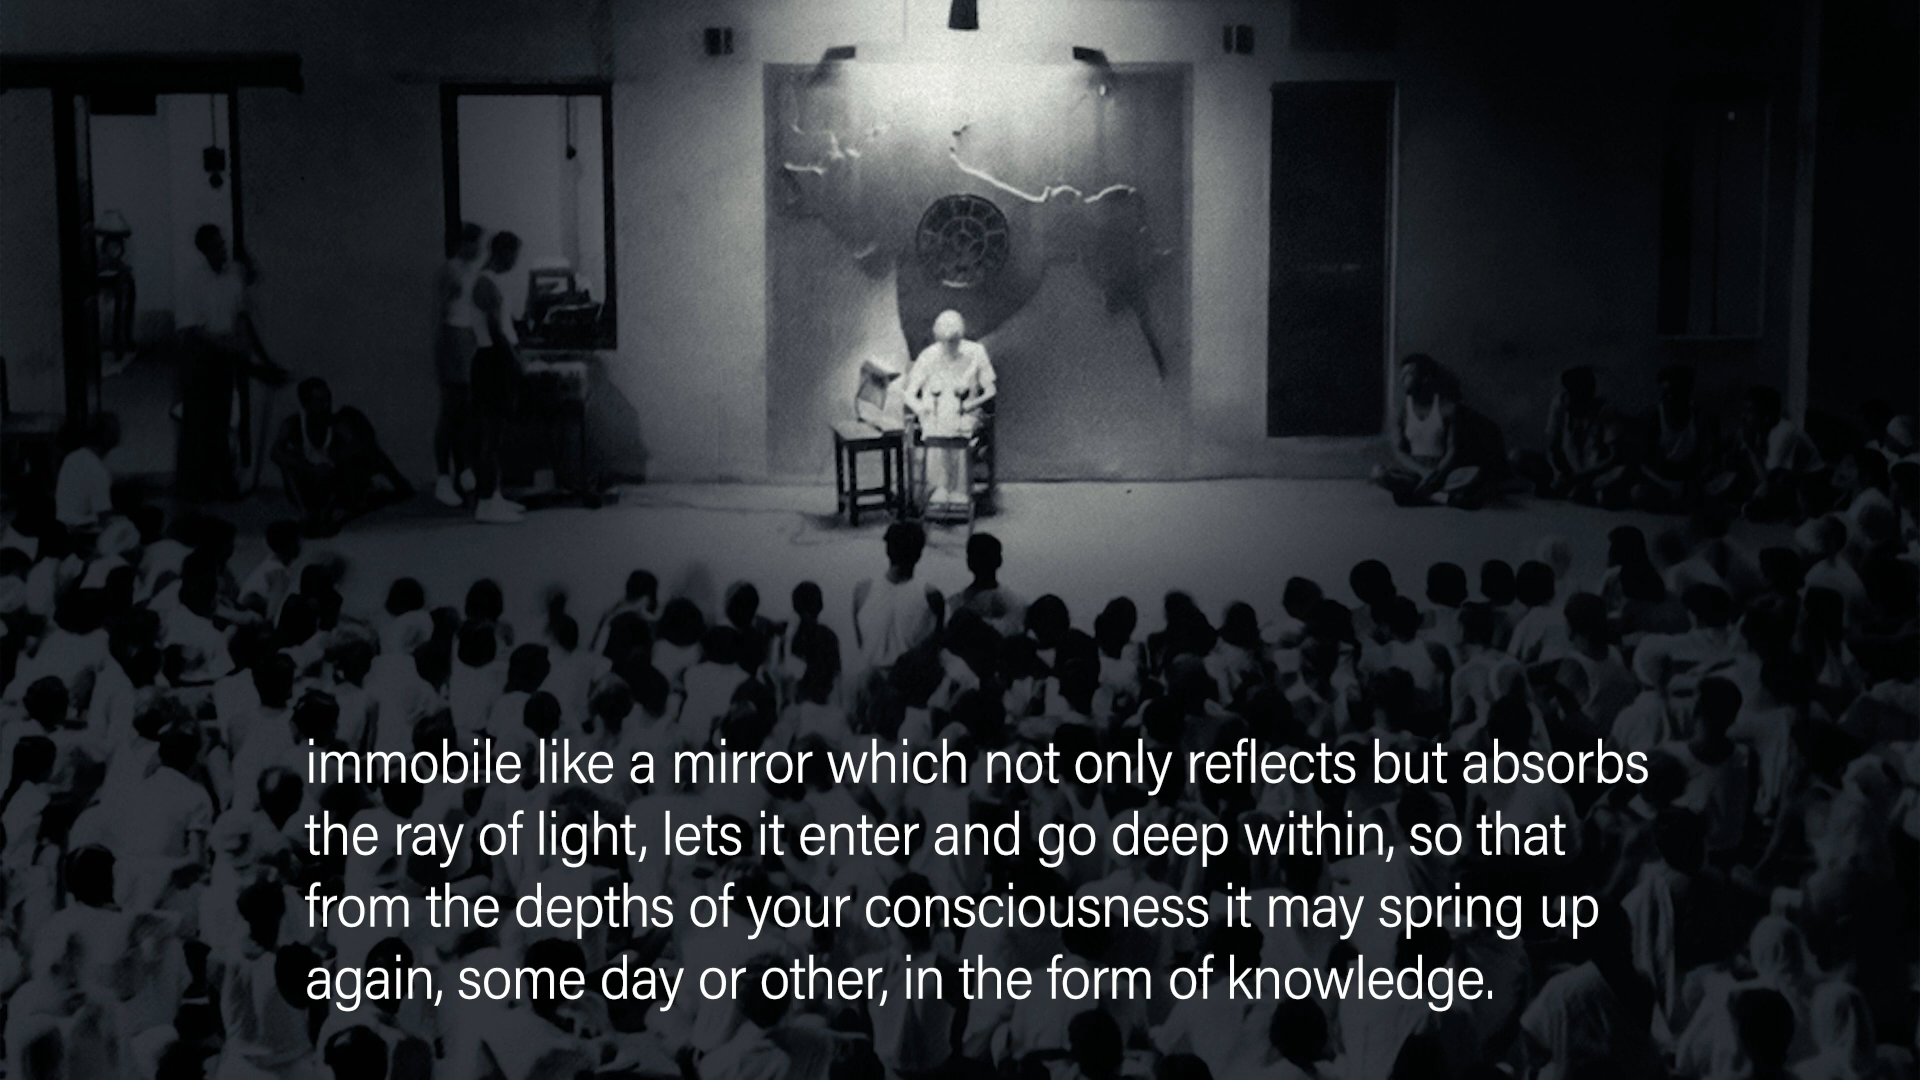 immobile like a mirror which not only reflects but absorbs
the ray of light, lets it enter and go deep within, so that
from the depths of your consciousness it may spring up
again, some day or other, in the form of knowledge.